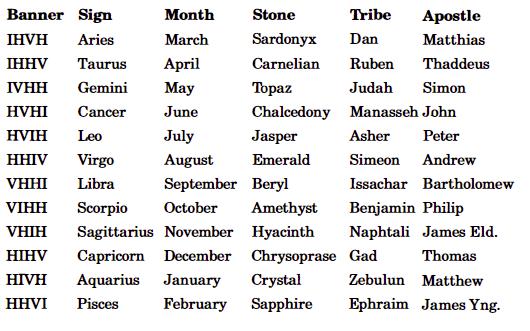 Banner Sign Month Stone Tribe Apostle
IHVH Aries March Sardonyx Dan Matthias
IHHV Taurus April Carnelian Ruben Thaddeus
IVHH Gemini May Topaz Judah Simon
HVHI Cancer June Chalcedony Manasseh John
HVIH Leo July Jasper Asher Peter
HHIV Virgo August Emerald Simeon Andrew
VHHI Libra September Beryl Issachar Bartholomew
VIHH Scorpio October Amethyst Benjamin Philip
VHIH Sagittarius November Hyacinth Naphtali James Eld.
HIHV Capricorn December Chrysoprase Gad Thomas
HIVH Aquarius January Crystal Zebulun Matthew
HHVI Pisces February Sapphire Ephraim James Yng.